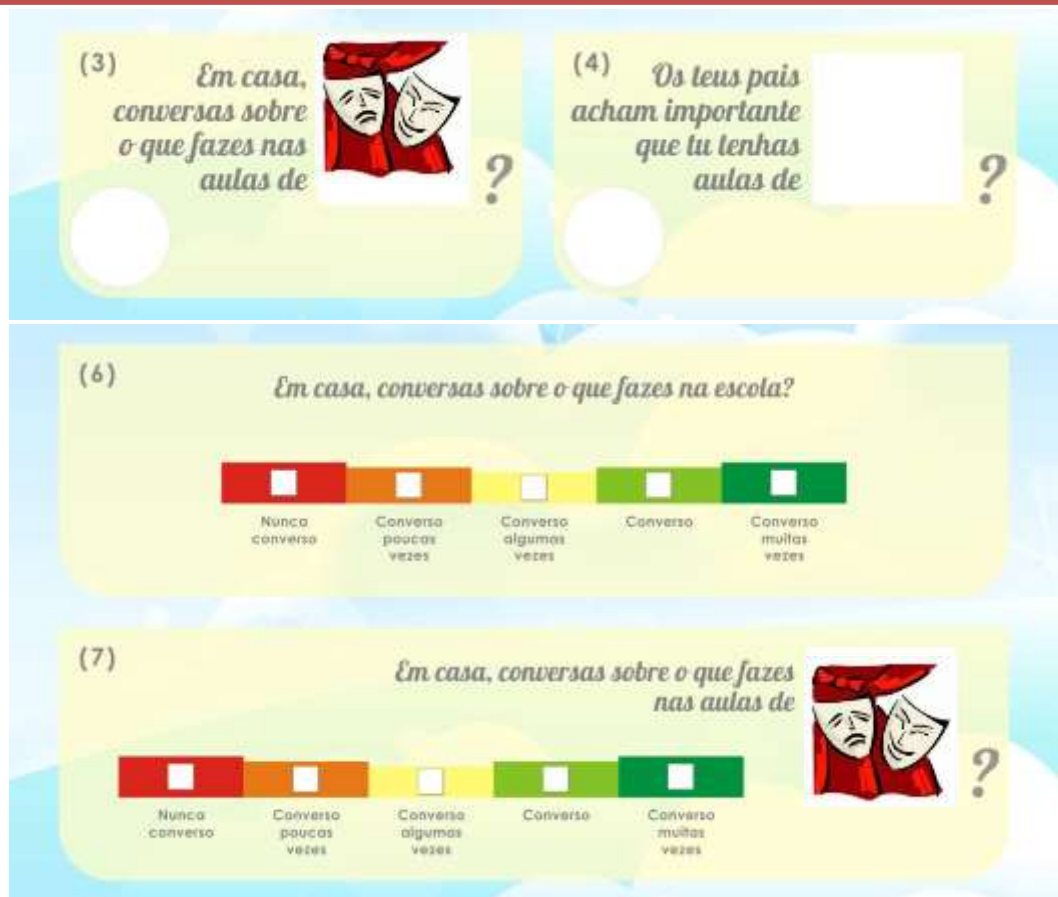 (3)
Em casa,
conversas sobre
o que fazes nas
aulas de
?
(4)
Os teus pais
acham importante
que tu tenhas
aulas de
?
(6)
Em casa, conversas sobre o que fazes na escola?
Nunca
converso
Converso
poucas
vezes
Converso
algumas
vezes
Converso
Converso
muitas
vezes
(7)
Em casa, conversas sobre o que fazes
nas aulas de
?
Nunca
converso
Converso
poucas
vezes
Converso
algumas
vezes
Converso
Converso
muitas
vezes